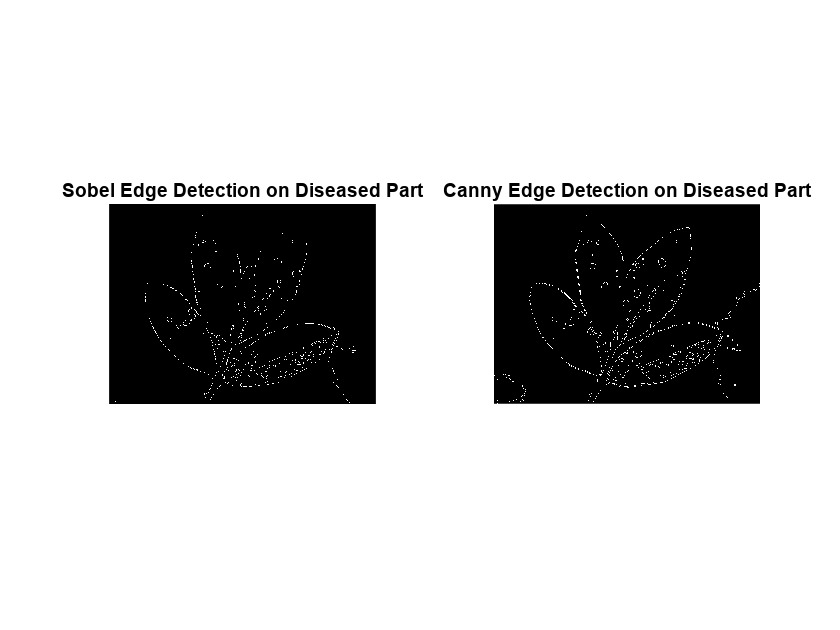 Sobel Edge Detection on Diseased Part
Canny Edge Detection on Diseased Part